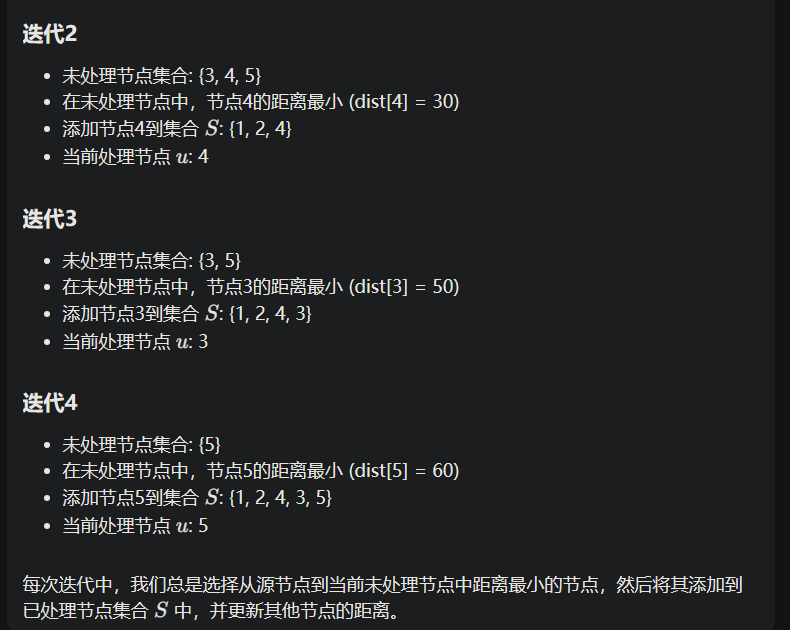 迭代2
• 未处理节点集合: {3, 4, 5}
• 在未处理节点中，节点4的距离最小 (dist[4] = 30)
• 添加节点4到集合 S: {1, 2, 4}
• 当前处理节点 u: 4
迭代3
• 未处理节点集合: {3, 5}
• 在未处理节点中，节点3的距离最小 (dist[3] = 50)
• 添加节点3到集合 S: {1, 2, 4, 3}
• 当前处理节点 u: 3
迭代4
• 未处理节点集合: {5}
• 在未处理节点中，节点5的距离最小 (dist[5] = 60)
• 添加节点5到集合 S: {1, 2, 4, 3, 5}
• 当前处理节点 u: 5
每次迭代中，我们总是选择从源节点到当前未处理节点中距离最小的节点，然后将其添加到
已处理节点集合 S 中，并更新其他节点的距离。